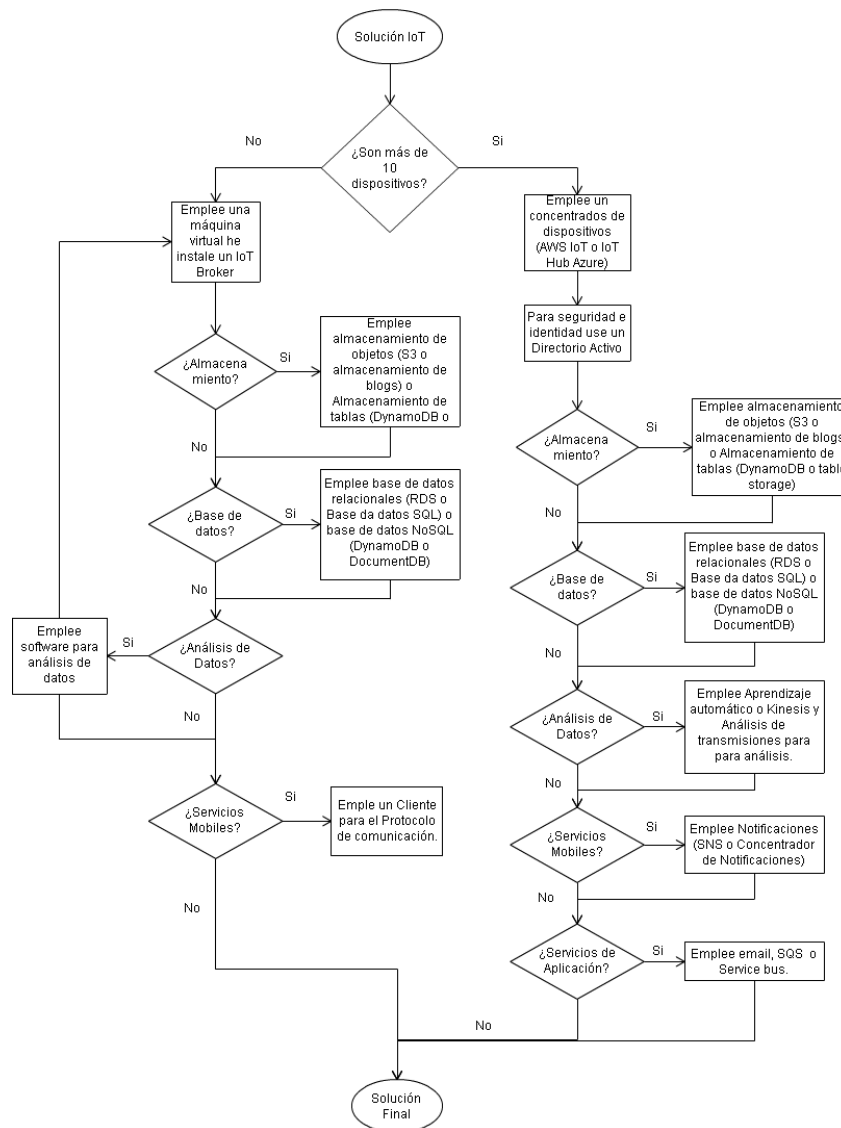 Solución IoT
No
Si
¿Son más de
10
dispositivos?
Emplee una
máquina
virtual he
instale un IoT
Broker
Emplee un
concentrados de
dispositivos
(AWS IoT o IoT
Hub Azure)
Para seguridad e
identidad use un
Directorio Activo
¿Almacena
miento?
Si
Emplee
almacenamiento de
objetos (S3 o
almacenamiento de
blogs) o
Almacenamiento de
tablas (DynamoDB o
No
¿Almacena
miento?
Si
Emplee almacenamiento
de objetos (S3 o
almacenamiento de blogs
o Almacenamiento de
tablas (DynamoDB o table
storage)
No
¿Base de
datos?
Si
Emplee base de datos
relacionales (RDS o
Base da datos SQL) o
base de datos NoSQL
(DynamoDB o
DocumentDB)
No
¿Base de
datos?
Si
Emplee base de datos
relacionales (RDS o
Base da datos SQL) o
base de datos NoSQL
(DynamoDB o
DocumentDB)
No
Emplee
software para
análisis de
datos
Si
¿Análisis de
Datos?
No
¿Análisis de
Datos?
Si
Emplee Aprendizaje
automático o Kinesis y
Análisis de
transmisiones para
para análisis.
No
¿Servicios
Mobiles?
Si
Emple un Cliente
para el Protocolo
de comunicación.
No
¿Servicios
Mobiles?
Si
Emplee Notificaciones
(SNS o Concentrador
de Notificaciones)
No
¿Servicios de
Aplicación?
Si
Emplee email, SQS o
Service bus.
No
Solución
Final